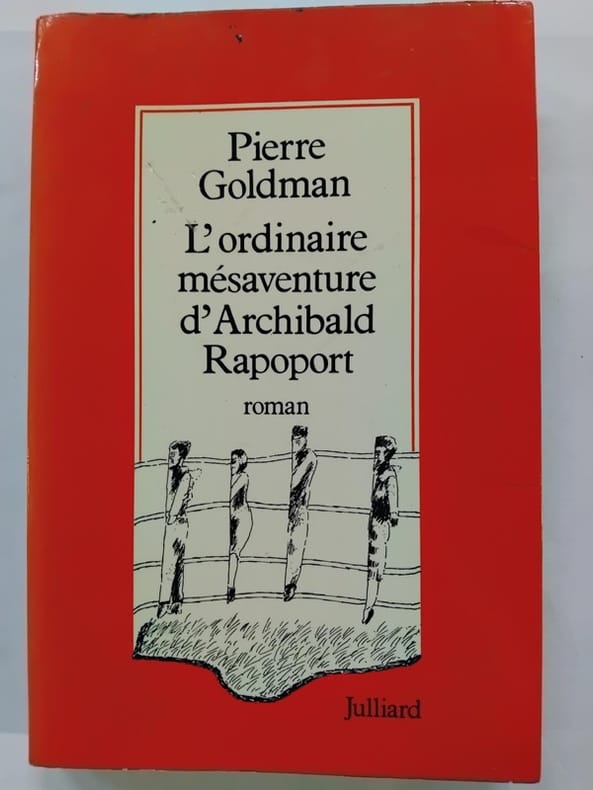 Pierre
Goldman
L'ordinaire
mésaventure
d'Archibald
Rapoport
roman
Julliard